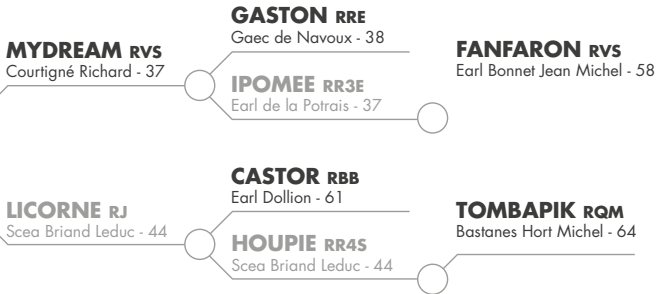 GASTON RRE
Gaec de Navoux - 38
MYDREAM RVS
Courtigné Richard - 37
FANFARON RVS
Earl Bonnet Jean Michel - 58
IPOMEE RR3E
Earl de la Potrais - 37
CASTOR RBB
Earl Dollion - 61
LICORNE RJ
Scea Briand Leduc - 44
TOMBAPIK RQM
Bastanes Hort Michel - 64
HOUPIE RR4S
Scea Briand Leduc - 44